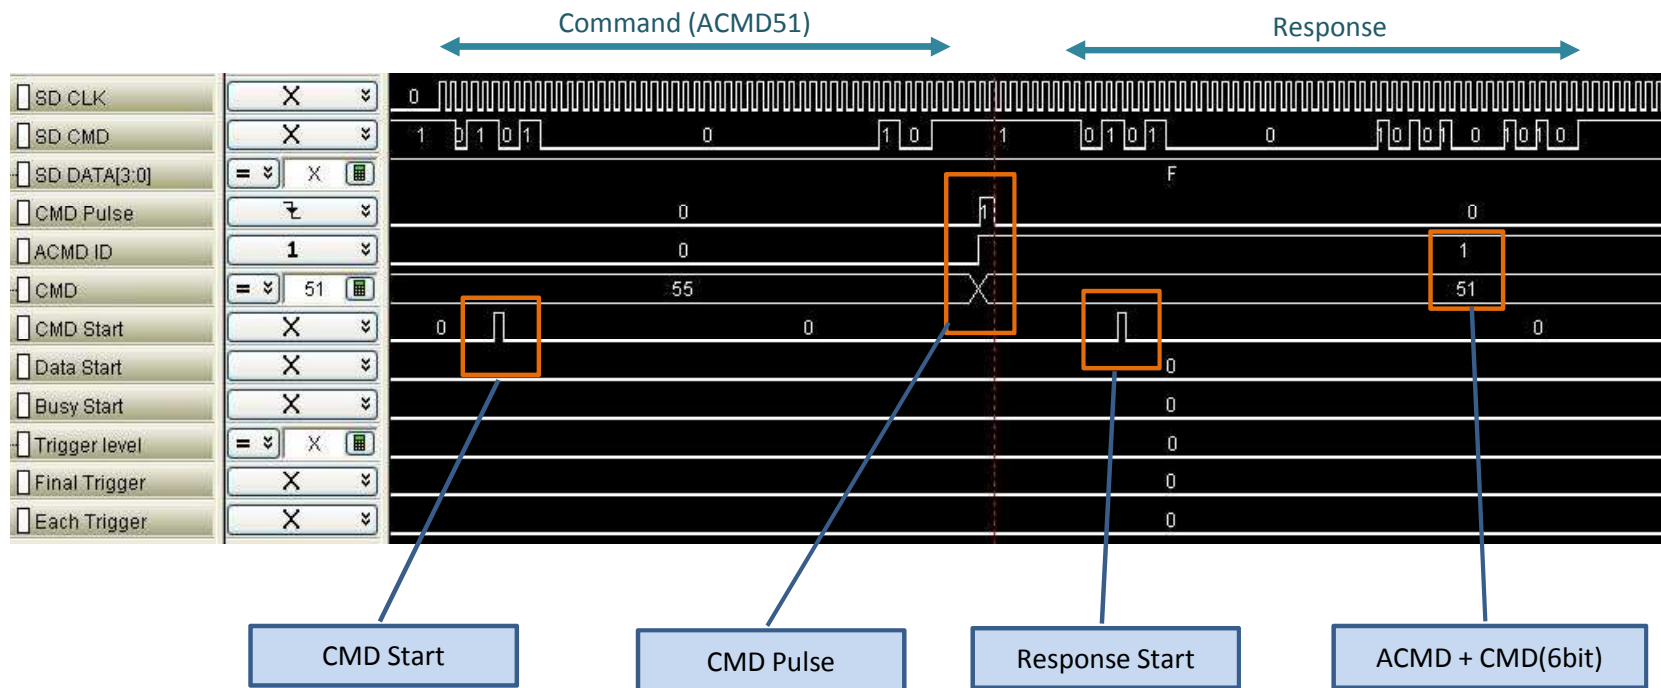 Command (ACMD51) Response
SD CLK X 0
SD CMD X 1 0 1 0 1 0 1 0 1 0 1 0 1 0 1 0 0 1 0 1 0 1 0
SD DATA[3:0] = X F
CMD Pulse 0 1 0
ACMD ID 1 0 1
CMD = 51 55 51
CMD Start X 0 0 0
Data Start X 0
Busy Start X 0
Trigger level = X 0
Final Trigger X 0
Each Trigger X 0
CMD Start CMD Pulse Response Start ACMD + CMD(6bit)